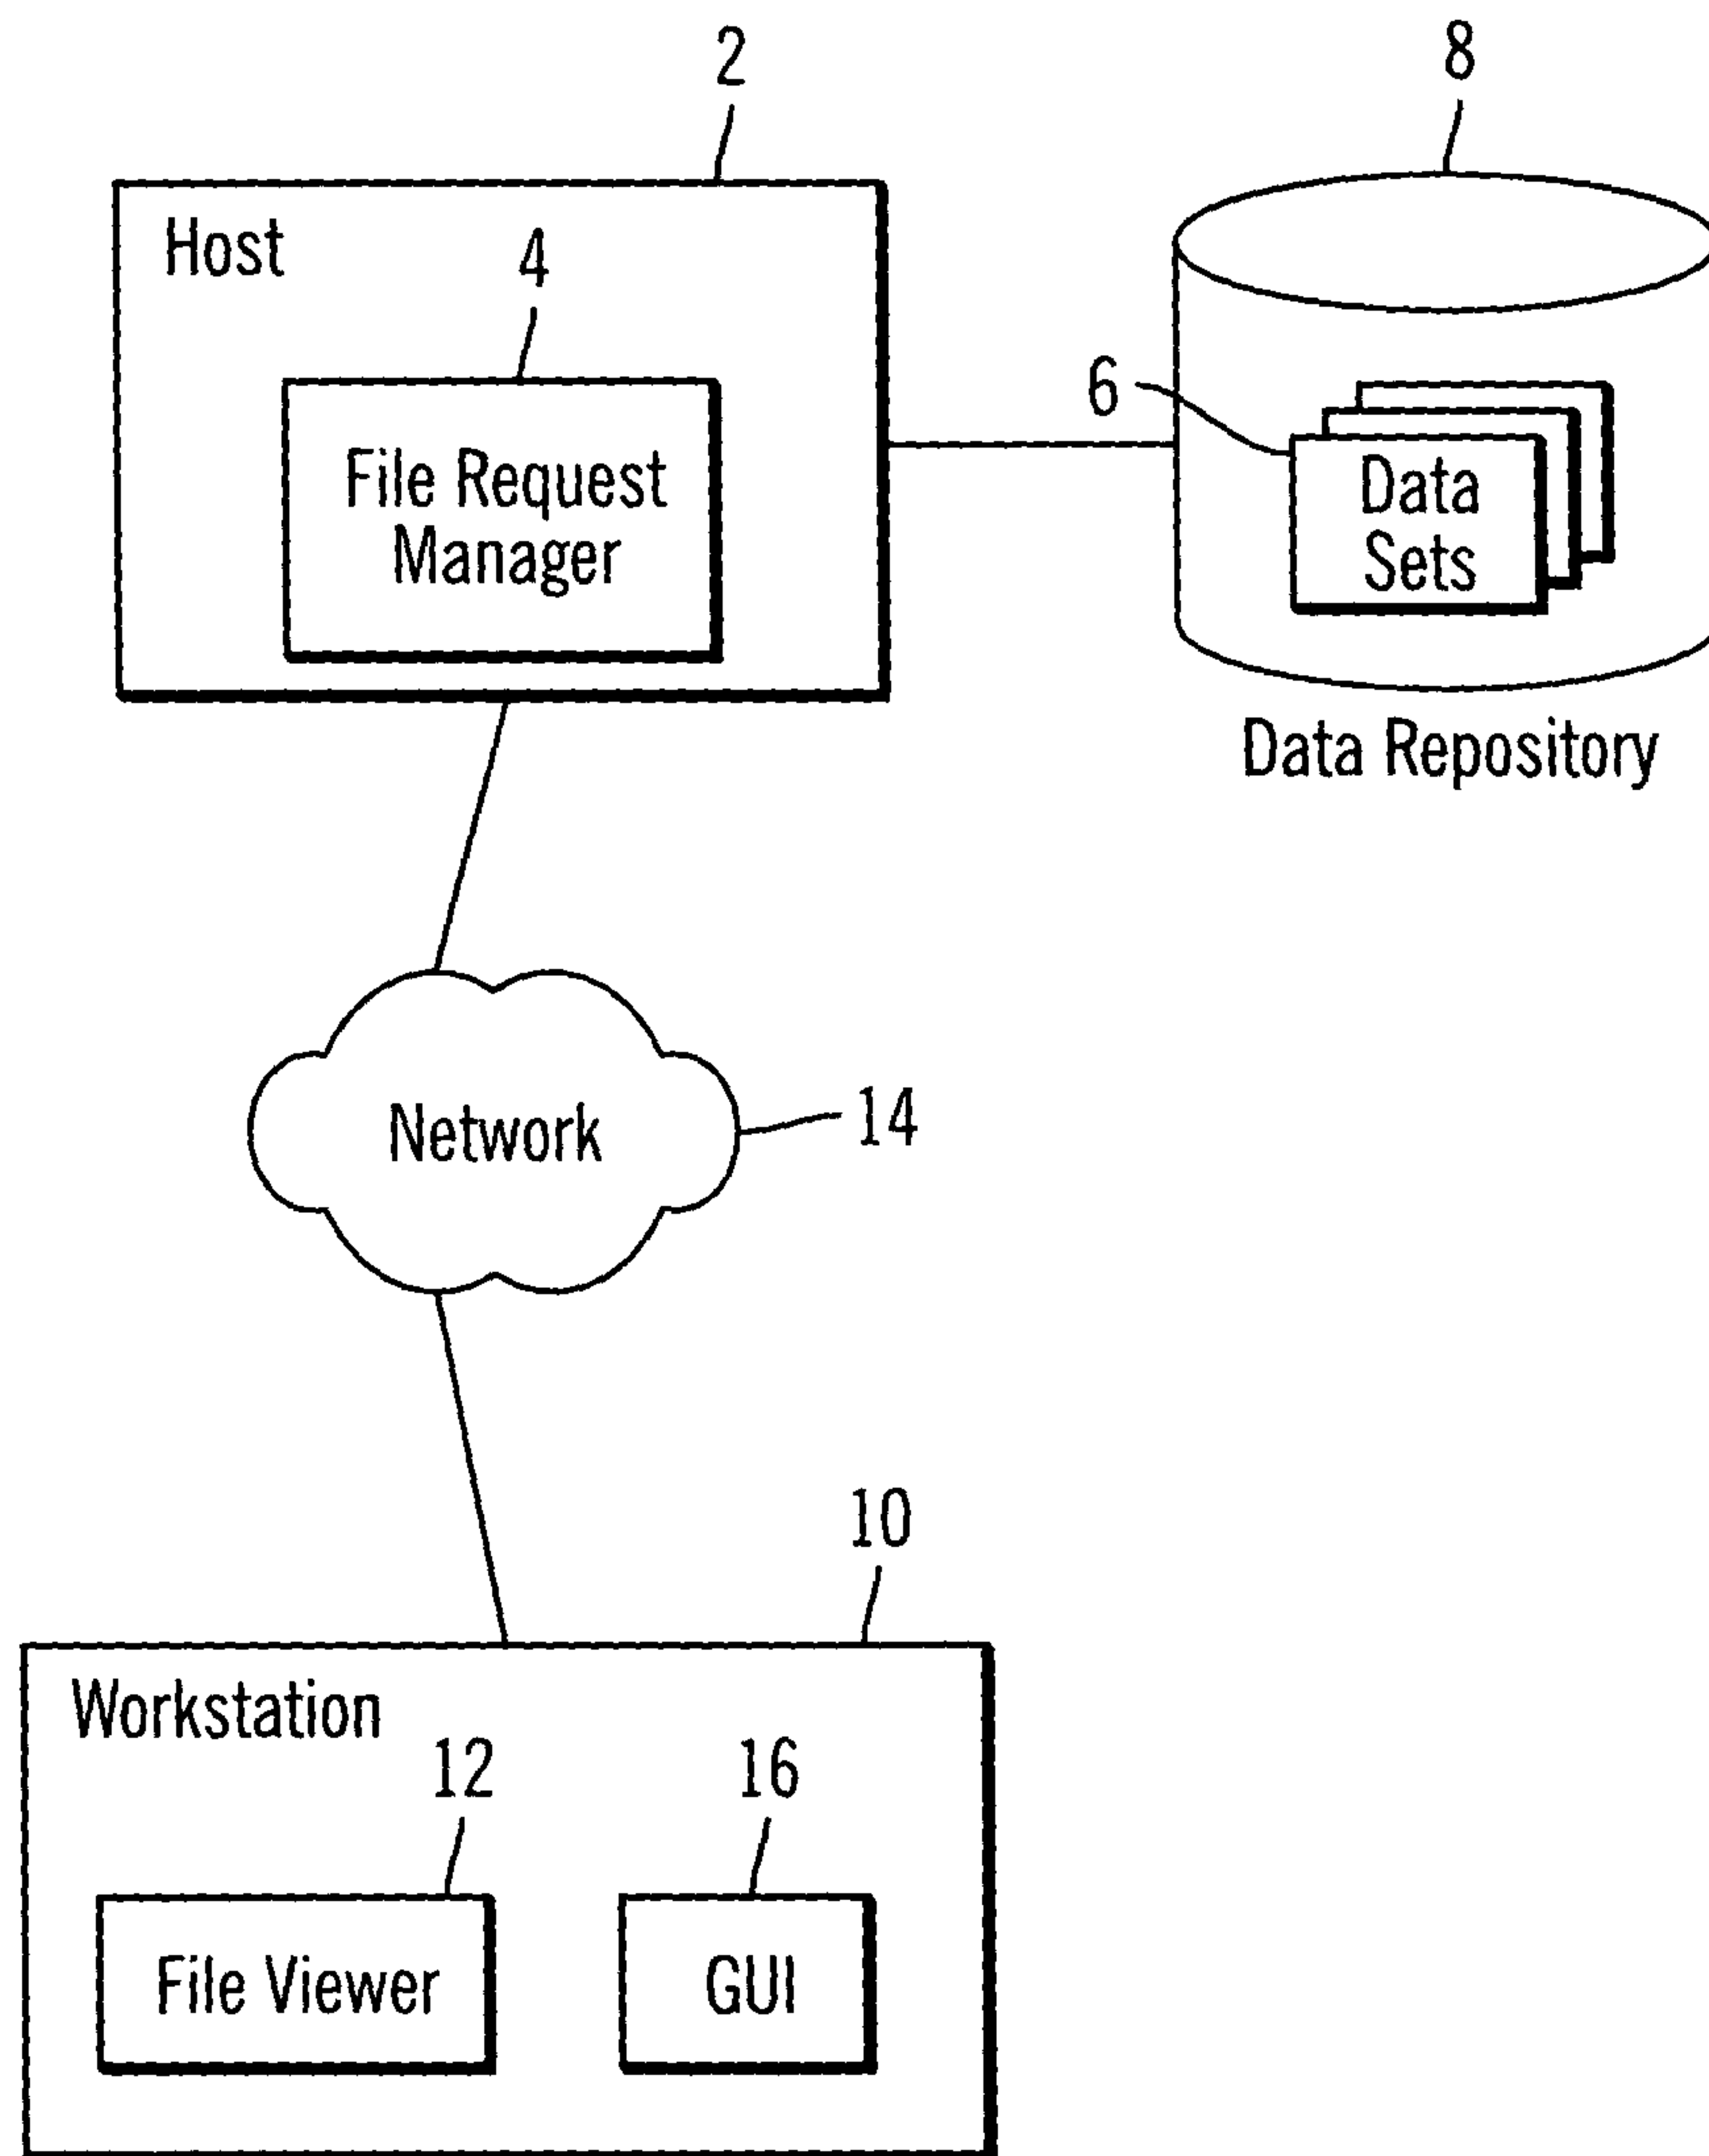 2
8
Host
4
6
File Request
Manager
Data
Sets
Data Repository
Network
14
10
Workstation
12
16
File Viewer
GUI